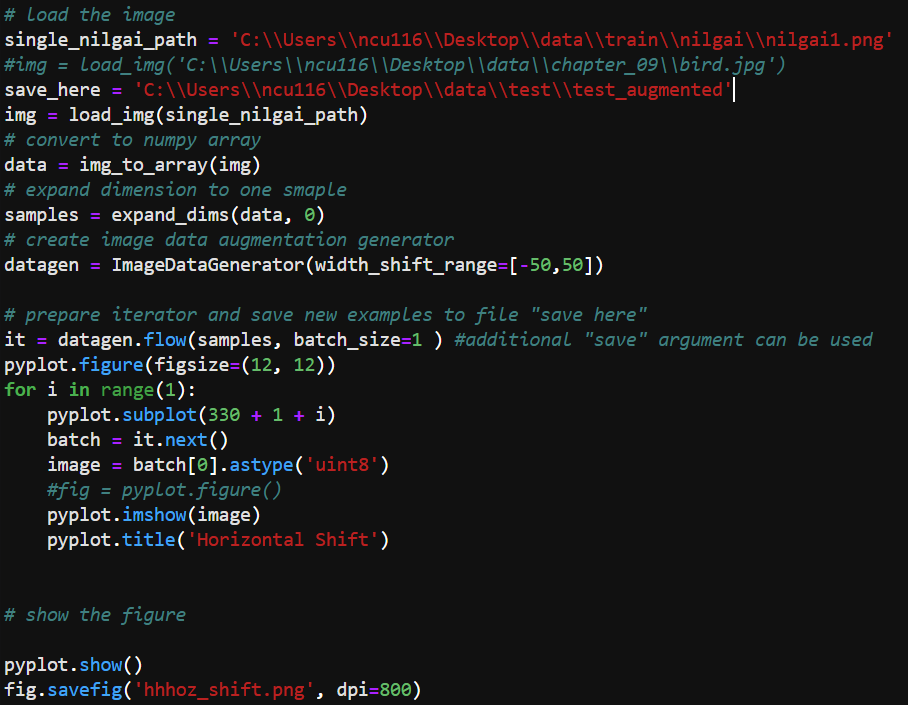 # load the image
single_nilgai_path = 'C:\\Users\\ncu116\\Desktop\\data\\train\\nilgai\\nilgai1.png'
#img = load_img('C:\\Users\\ncu116\\Desktop\\data\\chapter_09\\bird.jpg')
save_here = 'C:\\Users\\ncu116\\Desktop\\data\\test\\test_augmented'
img = load_img(single_nilgai_path)
# convert to numpy array
data = img_to_array(img)
# expand dimension to one smaple
samples = expand_dims(data, 0)
# create image data augmentation generator
datagen = ImageDataGenerator(width_shift_range=[-50,50])

# prepare iterator and save new examples to file "save here"
it = datagen.flow(samples, batch_size=1 ) #additional "save" argument can be used
pyplot.figure(figsize=(12, 12))
for i in range(1):
    pyplot.subplot(330 + 1 + i)
    batch = it.next()
    image = batch[0].astype('uint8')
    #fig = pyplot.figure()
    pyplot.imshow(image)
    pyplot.title('Horizontal Shift')


# show the figure

pyplot.show()
fig.savefig('hhhoz_shift.png', dpi=800)